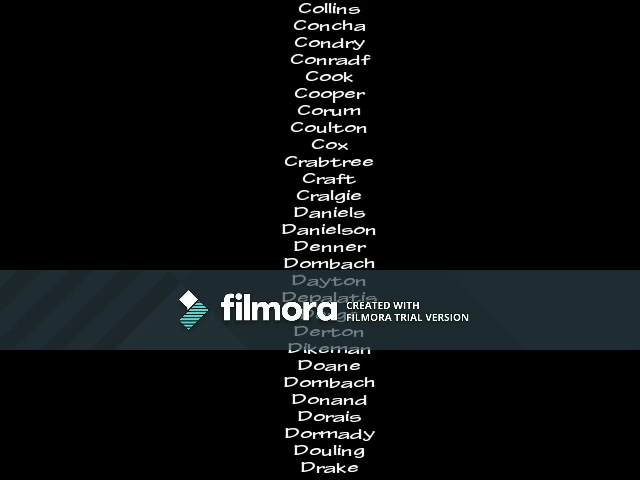 Collins
Concha
Condry
Conradf
Cook
Cooper
Corum
Coulton
Cox
Crabtree
Craft
Cralgie
Daniels
Danielson
Denner
Dombach
Dayton
Depalatis
filmora
CREATED WITH
FILMORA TRIAL VERSION
Derton
Dikeman
Doane
Dombach
Donand
Dorais
Dormady
Douling
Drake